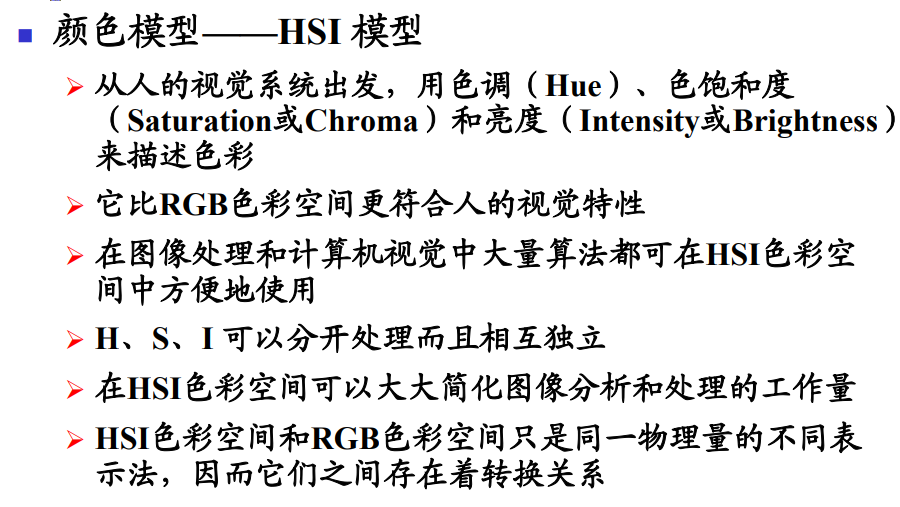 颜色模型——HSI 模型
从人的视觉系统出发，用色调（Hue）、色饱和度
（Saturation或Chroma）和亮度（Intensity或Brightness）
来描述色彩
它比RGB色彩空间更符合人的视觉特性
在图像处理和计算机视觉中大量算法都可在HSI色彩空
间中方便地使用
H、S、I 可以分开处理而且相互独立
在HSI色彩空间可以大大简化图像分析和处理的工作量
HSI色彩空间和RGB色彩空间只是同一物理量的不同表
示法，因而它们之间存在着转换关系